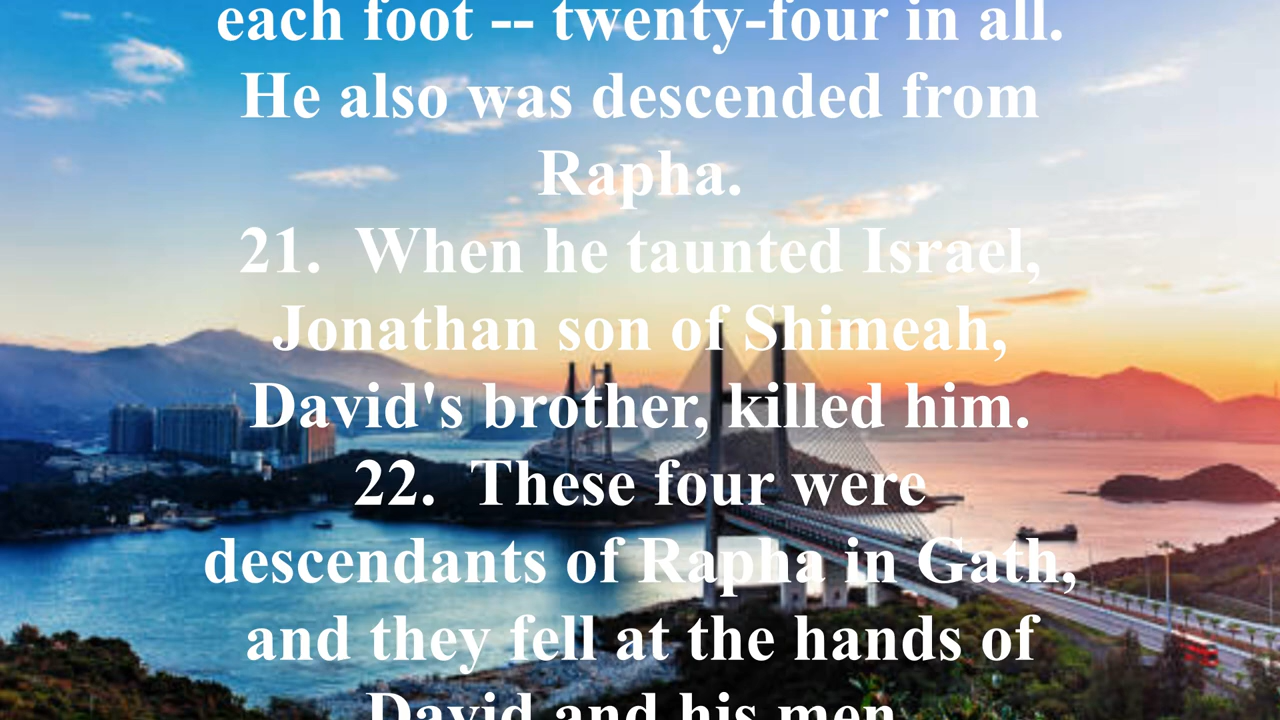 each foot -- twenty-four in all.
He also was descended from
Rapha.
21.  When he taunted Israel,
Jonathan son of Shimeah,
David's brother, killed him.
22.  These four were
descendants of Rapha in Gath,
and they fell at the hands of
David and his men.